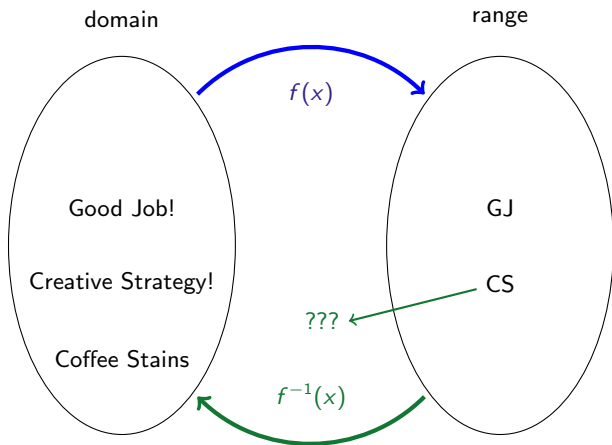 domain
range
f(x)
Good Job!
GJ
Creative Strategy!
CS
???
Coffee Stains
f⁻¹(x)